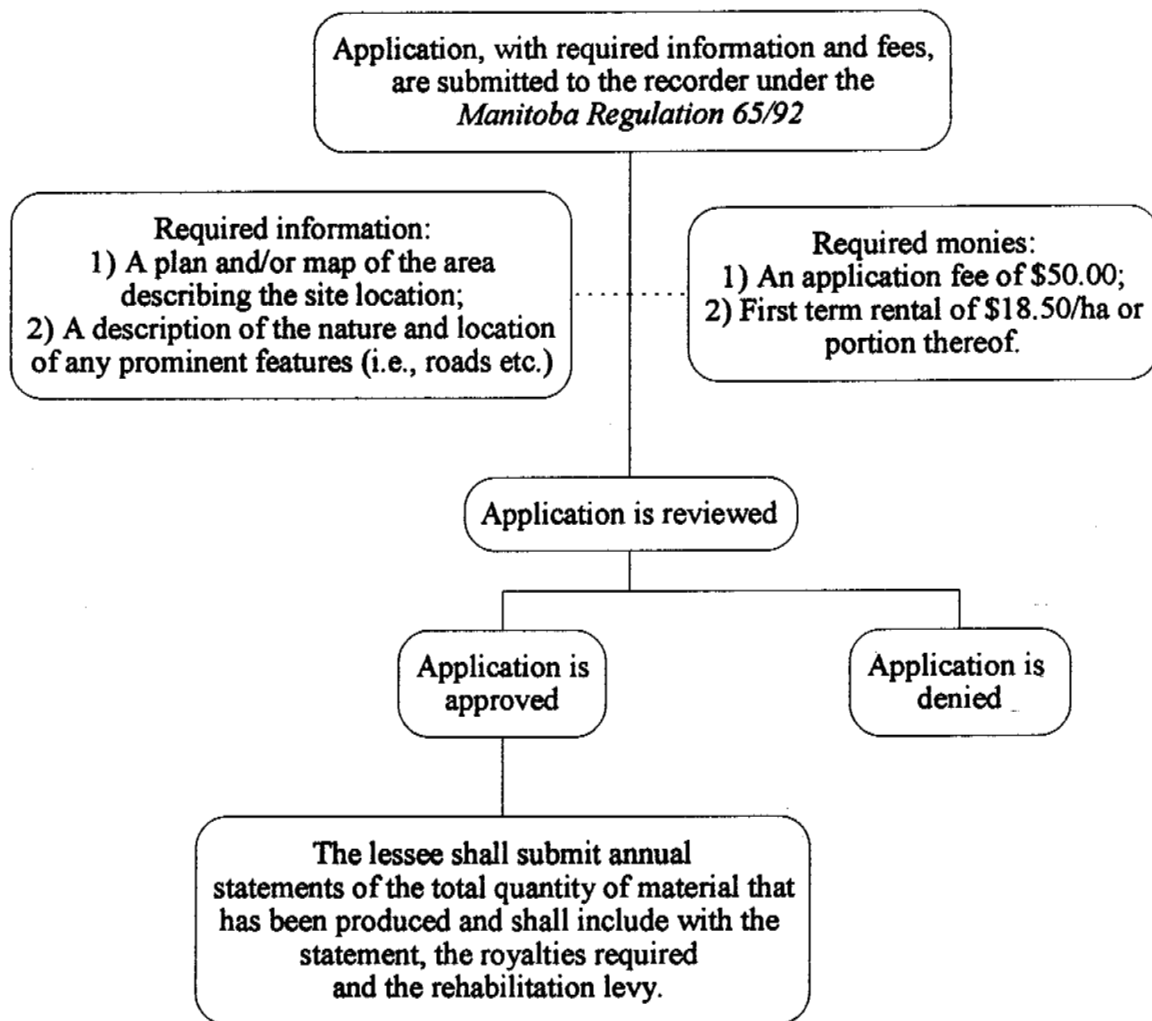 Application, with required information and fees,
are submitted to the recorder under the
Manitoba Regulation 65/92
Required information:
1) A plan and/or map of the area
describing the site location;
2) A description of the nature and location
of any prominent features (i.e., roads etc.)
Required monies:
1) An application fee of $50.00;
2) First term rental of $18.50/ha or
portion thereof.
Application is reviewed
Application is
approved
Application is
denied
The lessee shall submit annual
statements of the total quantity of material that
has been produced and shall include with the
statement, the royalties required
and the rehabilitation levy.